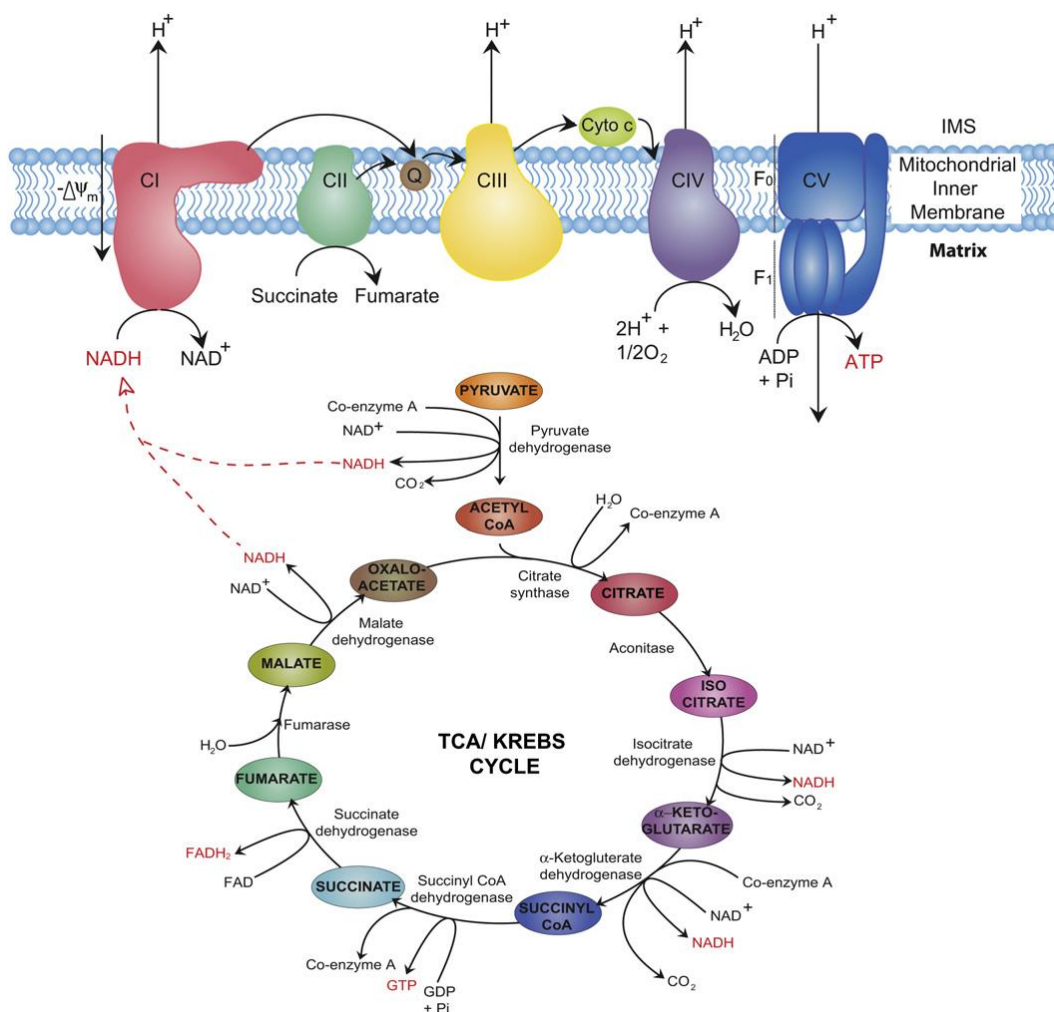 H⁺
H⁺
H⁺
H⁺
Cyto c
IMS
CI
CII
Q
CIII
CIV
F₀
CV
Mitochondrial
Inner
Membrane
-ΔΨₘ
Matrix
F₁
Succinate
Fumarate
2H⁺ +
1/2O₂
H₂O
NADH
NAD⁺
ADP
+ Pi
ATP
PYRUVATE
Co-enzyme A
NAD⁺
Pyruvate
dehydrogenase
NADH
CO₂
ACETYL
CoA
H₂O
Co-enzyme A
NADH
NAD⁺
OXALO-
ACETATE
Citrate
synthase
CITRATE
Malate
dehydrogenase
Aconitase
MALATE
ISO
CITRATE
H₂O
Fumarase
TCA/ KREBS
CYCLE
Isocitrate
dehydrogenase
NAD⁺
NADH
CO₂
FUMARATE
α-KETO-
GLUTARATE
Succinate
dehydrogenase
FADH₂
FAD
α-Ketogluterate
dehydrogenase
Co-enzyme A
SUCCINATE
Succinyl CoA
dehydrogenase
SUCCINYL
CoA
NAD⁺
NADH
CO₂
Co-enzyme A
GTP
GDP
+ Pi